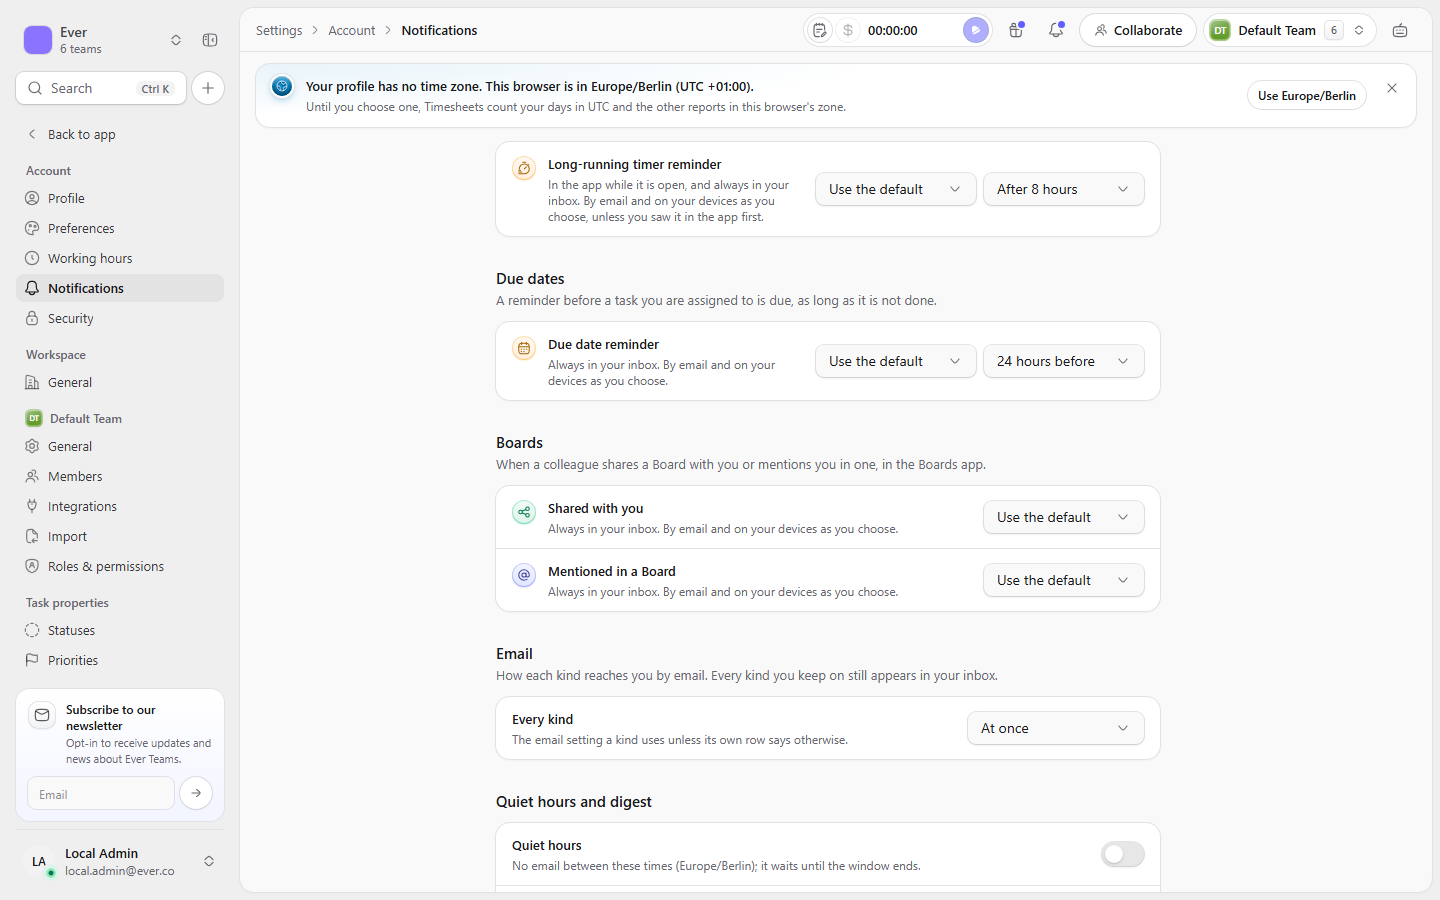 Ever
6 teams
Search
Ctrl K
Back to app
Account
Profile
Preferences
Working hours
Notifications
Security
Workspace
General
DT
Default Team
General
Members
Integrations
Import
Roles & permissions
Task properties
Statuses
Priorities
Subscribe to our
newsletter
Opt-in to receive updates and
news about Ever Teams.
Email
LA
Local Admin
local.admin@ever.co
Settings
Account
Notifications
00:00:00
Collaborate
DT
Default Team
6
Your profile has no time zone. This browser is in Europe/Berlin (UTC +01:00).
Until you choose one, Timesheets count your days in UTC and the other reports in this browser's zone.
Use Europe/Berlin
Long-running timer reminder
In the app while it is open, and always in your
inbox. By email and on your devices as you
choose, unless you saw it in the app first.
Use the default
After 8 hours
Due dates
A reminder before a task you are assigned to is due, as long as it is not done.
Due date reminder
Always in your inbox. By email and on your
devices as you choose.
Use the default
24 hours before
Boards
When a colleague shares a Board with you or mentions you in one, in the Boards app.
Shared with you
Always in your inbox. By email and on your devices as you choose.
Use the default
Mentioned in a Board
Always in your inbox. By email and on your devices as you choose.
Use the default
Email
How each kind reaches you by email. Every kind you keep on still appears in your inbox.
Every kind
The email setting a kind uses unless its own row says otherwise.
At once
Quiet hours and digest
Quiet hours
No email between these times (Europe/Berlin); it waits until the window ends.